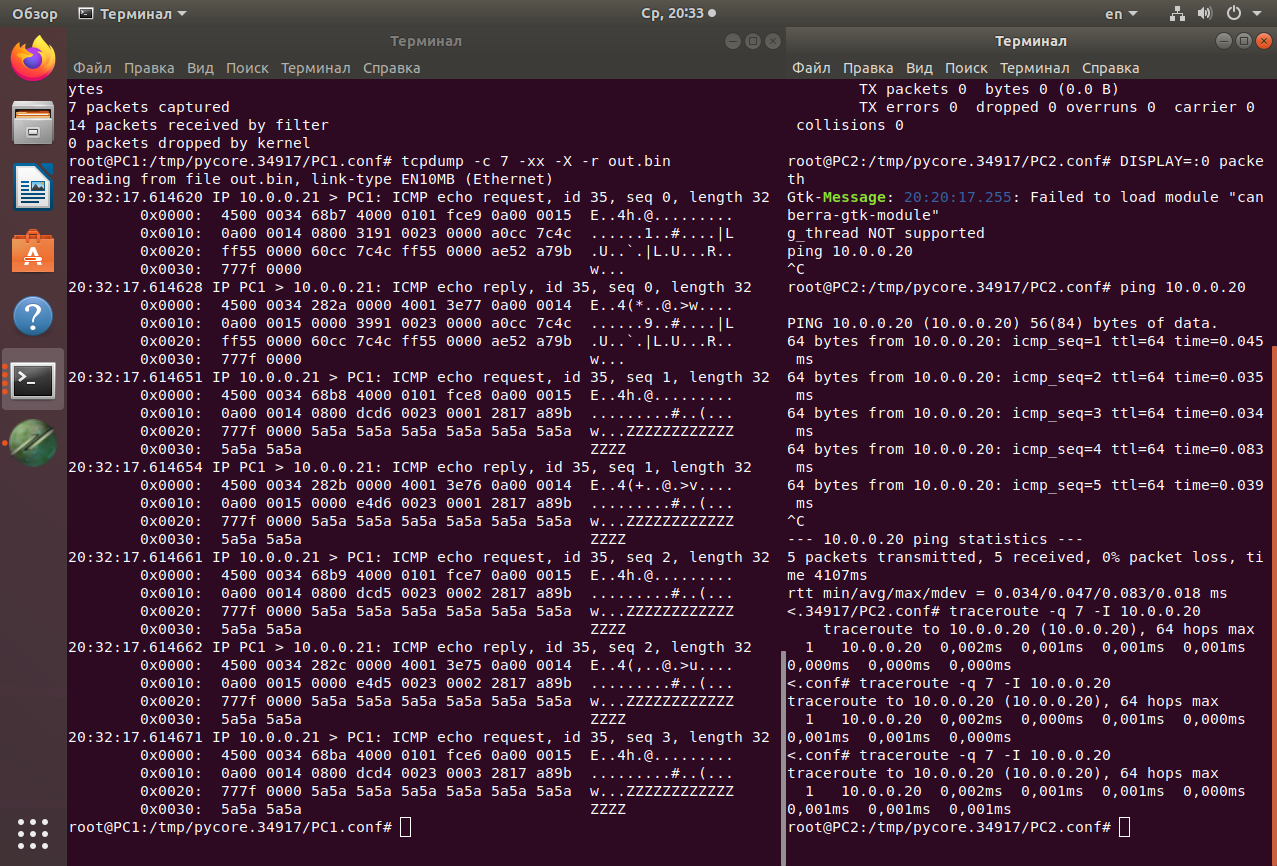 Обзор Терминал Ср, 20:33 en
Терминал
Файл Правка Вид Поиск Терминал Справка
ytes
7 packets captured
14 packets received by filter
0 packets dropped by kernel
root@PC1:/tmp/pycore.34917/PC1.conf# tcpdump -c 7 -xx -X -r out.bin
reading from file out.bin, link-type EN10MB (Ethernet)
20:32:17.614620 IP 10.0.0.21 > PC1: ICMP echo request, id 35, seq 0, length 32
        0x0000:  4500 0034 68b7 4000 0101 fce9 0a00 0015  E..4h.@.........
        0x0010:  0a00 0014 0800 3191 0023 0000 a0cc 7c4c  ......1..#....|L
        0x0020:  ff55 0000 60cc 7c4c ff55 0000 ae52 a79b  .U..`.|L.U...R..
        0x0030:  777f 0000                                w...
20:32:17.614628 IP PC1 > 10.0.0.21: ICMP echo reply, id 35, seq 0, length 32
        0x0000:  4500 0034 282a 0000 4001 3e77 0a00 0014  E..4(*..@.>w....
        0x0010:  0a00 0015 0000 3991 0023 0000 a0cc 7c4c  ......9..#....|L
        0x0020:  ff55 0000 60cc 7c4c ff55 0000 ae52 a79b  .U..`.|L.U...R..
        0x0030:  777f 0000                                w...
20:32:17.614651 IP 10.0.0.21 > PC1: ICMP echo request, id 35, seq 1, length 32
        0x0000:  4500 0034 68b8 4000 0101 fce8 0a00 0015  E..4h.@.........
        0x0010:  0a00 0014 0800 dcd6 0023 0001 2817 a89b  .........#..(...
        0x0020:  777f 0000 5a5a 5a5a 5a5a 5a5a 5a5a 5a5a  w...ZZZZZZZZZZZZ
        0x0030:  5a5a 5a5a                                ZZZZ
20:32:17.614654 IP PC1 > 10.0.0.21: ICMP echo reply, id 35, seq 1, length 32
        0x0000:  4500 0034 282b 0000 4001 3e76 0a00 0014  E..4(+..@.>v....
        0x0010:  0a00 0015 0000 e4d6 0023 0001 2817 a89b  .........#..(...
        0x0020:  777f 0000 5a5a 5a5a 5a5a 5a5a 5a5a 5a5a  w...ZZZZZZZZZZZZ
        0x0030:  5a5a 5a5a                                ZZZZ
20:32:17.614661 IP 10.0.0.21 > PC1: ICMP echo request, id 35, seq 2, length 32
        0x0000:  4500 0034 68b9 4000 0101 fce7 0a00 0015  E..4h.@.........
        0x0010:  0a00 0014 0800 dcd5 0023 0002 2817 a89b  .........#..(...
        0x0020:  777f 0000 5a5a 5a5a 5a5a 5a5a 5a5a 5a5a  w...ZZZZZZZZZZZZ
        0x0030:  5a5a 5a5a                                ZZZZ
20:32:17.614662 IP PC1 > 10.0.0.21: ICMP echo reply, id 35, seq 2, length 32
        0x0000:  4500 0034 282c 0000 4001 3e75 0a00 0014  E..4(,..@.>u....
        0x0010:  0a00 0015 0000 e4d5 0023 0002 2817 a89b  .........#..(...
        0x0020:  777f 0000 5a5a 5a5a 5a5a 5a5a 5a5a 5a5a  w...ZZZZZZZZZZZZ
        0x0030:  5a5a 5a5a                                ZZZZ
20:32:17.614671 IP 10.0.0.21 > PC1: ICMP echo request, id 35, seq 3, length 32
        0x0000:  4500 0034 68ba 4000 0101 fce6 0a00 0015  E..4h.@.........
        0x0010:  0a00 0014 0800 dcd4 0023 0003 2817 a89b  .........#..(...
        0x0020:  777f 0000 5a5a 5a5a 5a5a 5a5a 5a5a 5a5a  w...ZZZZZZZZZZZZ
        0x0030:  5a5a 5a5a                                ZZZZ
root@PC1:/tmp/pycore.34917/PC1.conf#
Терминал
Файл Правка Вид Поиск Терминал Справка
        TX packets 0  bytes 0 (0.0 B)
        TX errors 0  dropped 0 overruns 0  carrier 0
 collisions 0
root@PC2:/tmp/pycore.34917/PC2.conf# DISPLAY=:0 packe
th
Gtk-Message: 20:20:17.255: Failed to load module "can
berra-gtk-module"
g_thread NOT supported
ping 10.0.0.20
^C
root@PC2:/tmp/pycore.34917/PC2.conf# ping 10.0.0.20
PING 10.0.0.20 (10.0.0.20) 56(84) bytes of data.
64 bytes from 10.0.0.20: icmp_seq=1 ttl=64 time=0.045
 ms
64 bytes from 10.0.0.20: icmp_seq=2 ttl=64 time=0.035
 ms
64 bytes from 10.0.0.20: icmp_seq=3 ttl=64 time=0.034
 ms
64 bytes from 10.0.0.20: icmp_seq=4 ttl=64 time=0.083
 ms
64 bytes from 10.0.0.20: icmp_seq=5 ttl=64 time=0.039
 ms
^C
--- 10.0.0.20 ping statistics ---
5 packets transmitted, 5 received, 0% packet loss, ti
me 4107ms
rtt min/avg/max/mdev = 0.034/0.047/0.083/0.018 ms
<.34917/PC2.conf# traceroute -q 7 -I 10.0.0.20
    traceroute to 10.0.0.20 (10.0.0.20), 64 hops max
  1   10.0.0.20  0,002ms  0,001ms  0,001ms  0,001ms
0,000ms  0,000ms  0,000ms
<.conf# traceroute -q 7 -I 10.0.0.20
traceroute to 10.0.0.20 (10.0.0.20), 64 hops max
  1   10.0.0.20  0,002ms  0,000ms  0,001ms  0,000ms
0,001ms  0,001ms  0,000ms
<.conf# traceroute -q 7 -I 10.0.0.20
traceroute to 10.0.0.20 (10.0.0.20), 64 hops max
  1   10.0.0.20  0,002ms  0,001ms  0,001ms  0,000ms
0,001ms  0,001ms  0,001ms
root@PC2:/tmp/pycore.34917/PC2.conf#